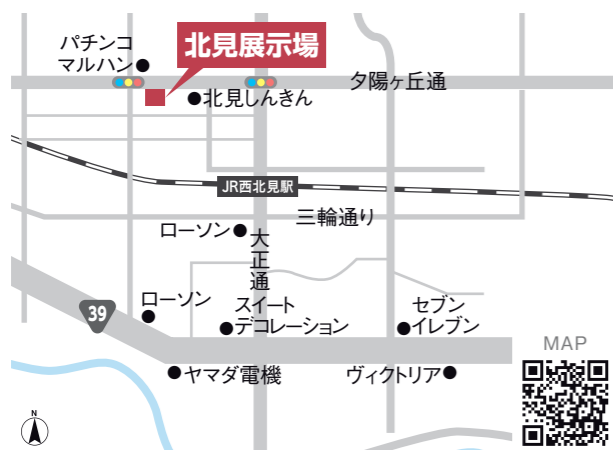 パチンコ
マルハン
北見展示場
北見しんきん
夕陽ヶ丘通
JR西北見駅
三輪通り
ローソン
大正通
ローソン
39
スイート
デコレーション
セブン
イレブン
MAP
ヤマダ電機
ヴィクトリア
N